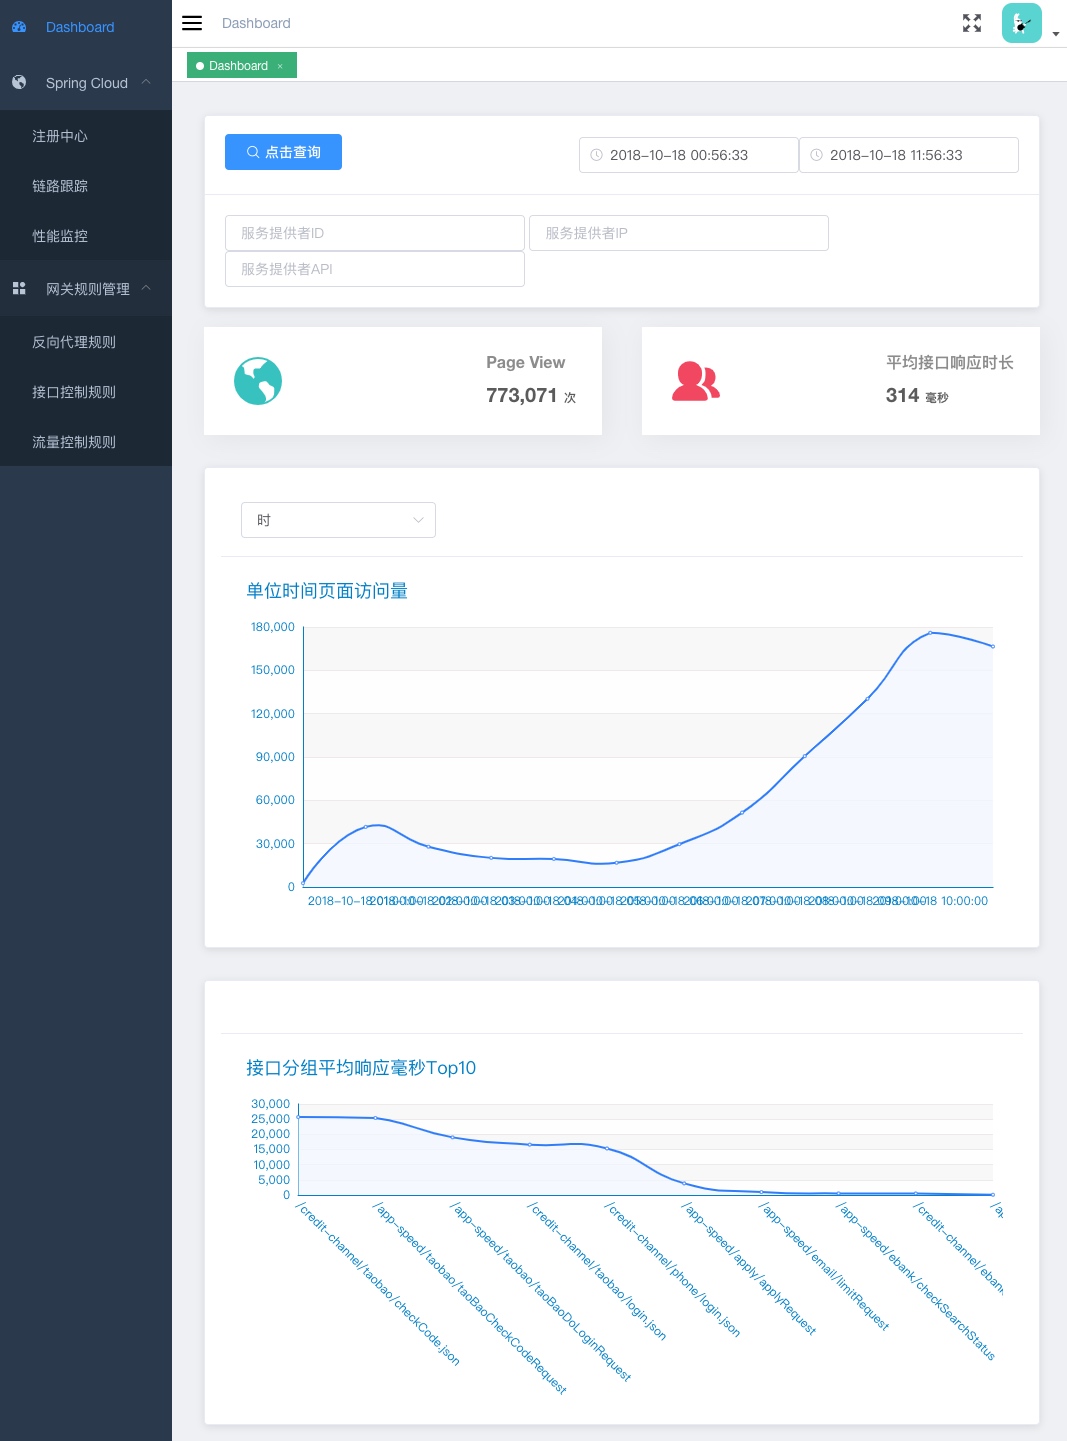 Dashboard
Spring Cloud
注册中心
链路跟踪
性能监控
网关规则管理
反向代理规则
接口控制规则
流量控制规则
Dashboard
Dashboard ×
点击查询
2018-10-18 00:56:33
2018-10-18 11:56:33
服务提供者ID
服务提供者IP
服务提供者API
Page View
773,071 次
平均接口响应时长
314 毫秒
时
单位时间页面访问量
180,000
150,000
120,000
90,000
60,000
30,000
0
2018-10-18
10:00:00
接口分组平均响应毫秒Top10
30,000
25,000
20,000
15,000
10,000
5,000
0
/credit-channel/taobao/checkCode.json
/app-speed/taobao/taoBaoCheckCodeRequest
/app-speed/taobao/taoBaoDoLoginRequest
/credit-channel/taobao/login.json
/credit-channel/phone/login.json
/app-speed/apply/applyRequest
/app-speed/email/limitRequest
/app-speed/ebank/checkSearchStatus
/credit-channel/ebank